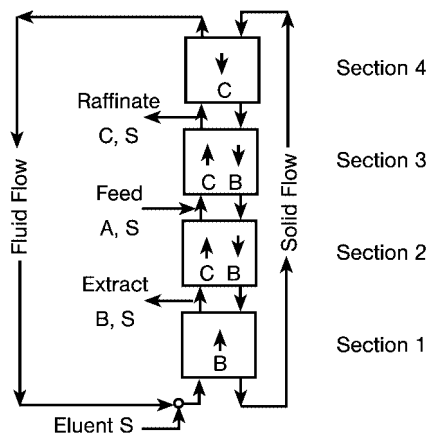 Section 4
C
Raffinate
C, S
Section 3
C B
Feed
A, S
Fluid Flow
Solid Flow
Section 2
C B
Extract
B, S
Section 1
B
Eluent S